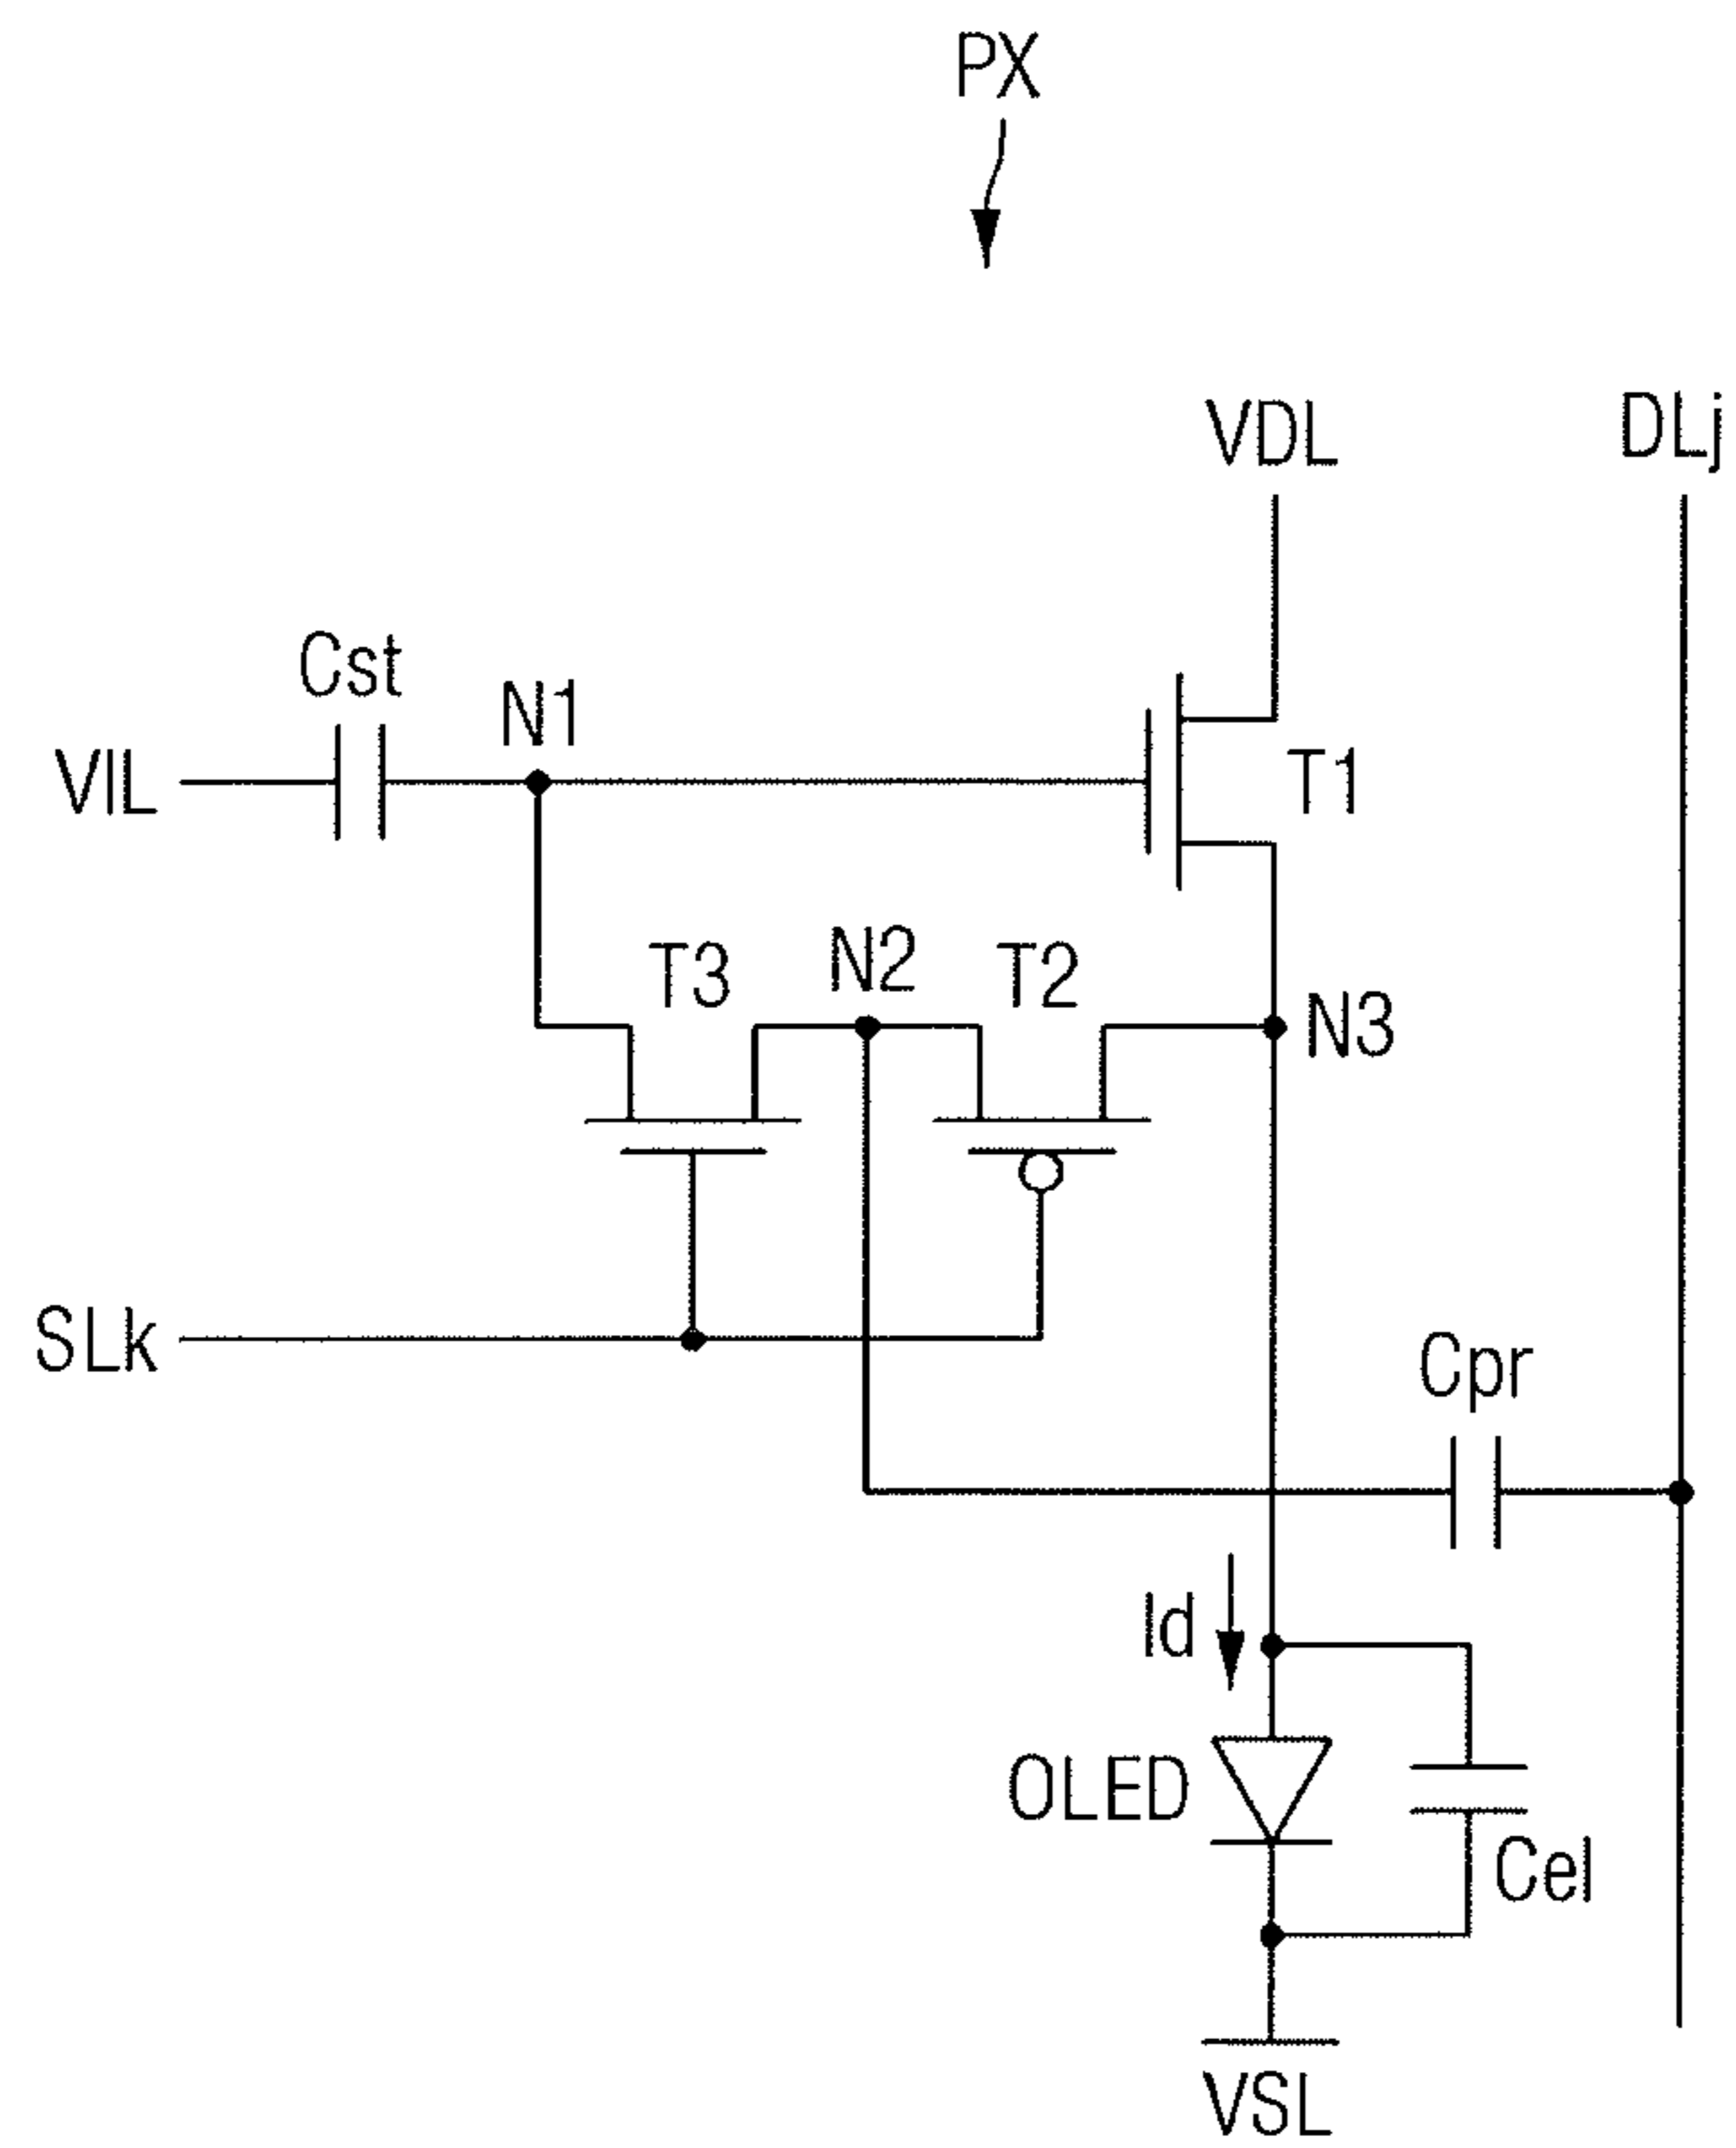 PX
VDL
DLj
Cst
N1
VIL
T1
T3
N2
T2
N3
SLk
Cpr
Id
OLED
Cel
VSL